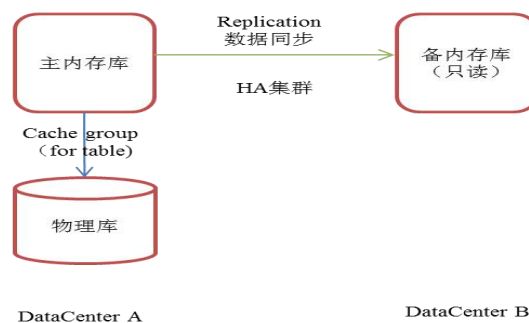 Replication
数据同步
主内存库
备内存库
（只读）
HA集群
Cache group
（for table)
物理库
DataCenter A
DataCenter B